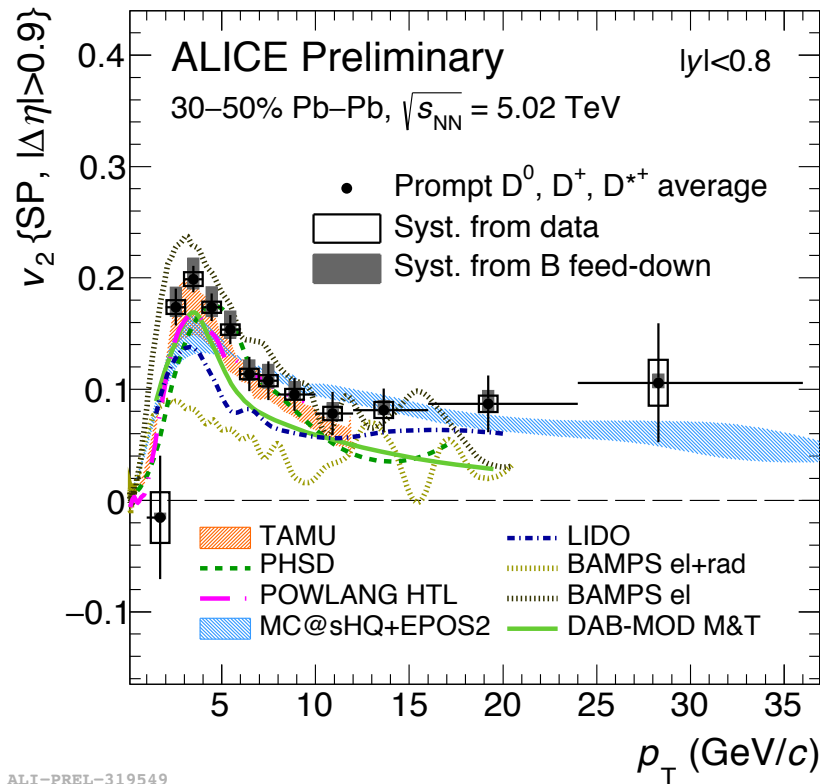 ALICE Preliminary
|y|<0.8
30–50% Pb–Pb, √sNN = 5.02 TeV
Prompt D⁰, D⁺, D*⁺ average
Syst. from data
Syst. from B feed-down
v₂ {SP, |Δη|>0.9}
0.4
0.3
0.2
0.1
0
−0.1
TAMU
PHSD
POWLANG HTL
MC@sHQ+EPOS2
LIDO
BAMPS el+rad
BAMPS el
DAB-MOD M&T
5 10 15 20 25 30 35
p_T (GeV/c)
ALI-PREL-319549